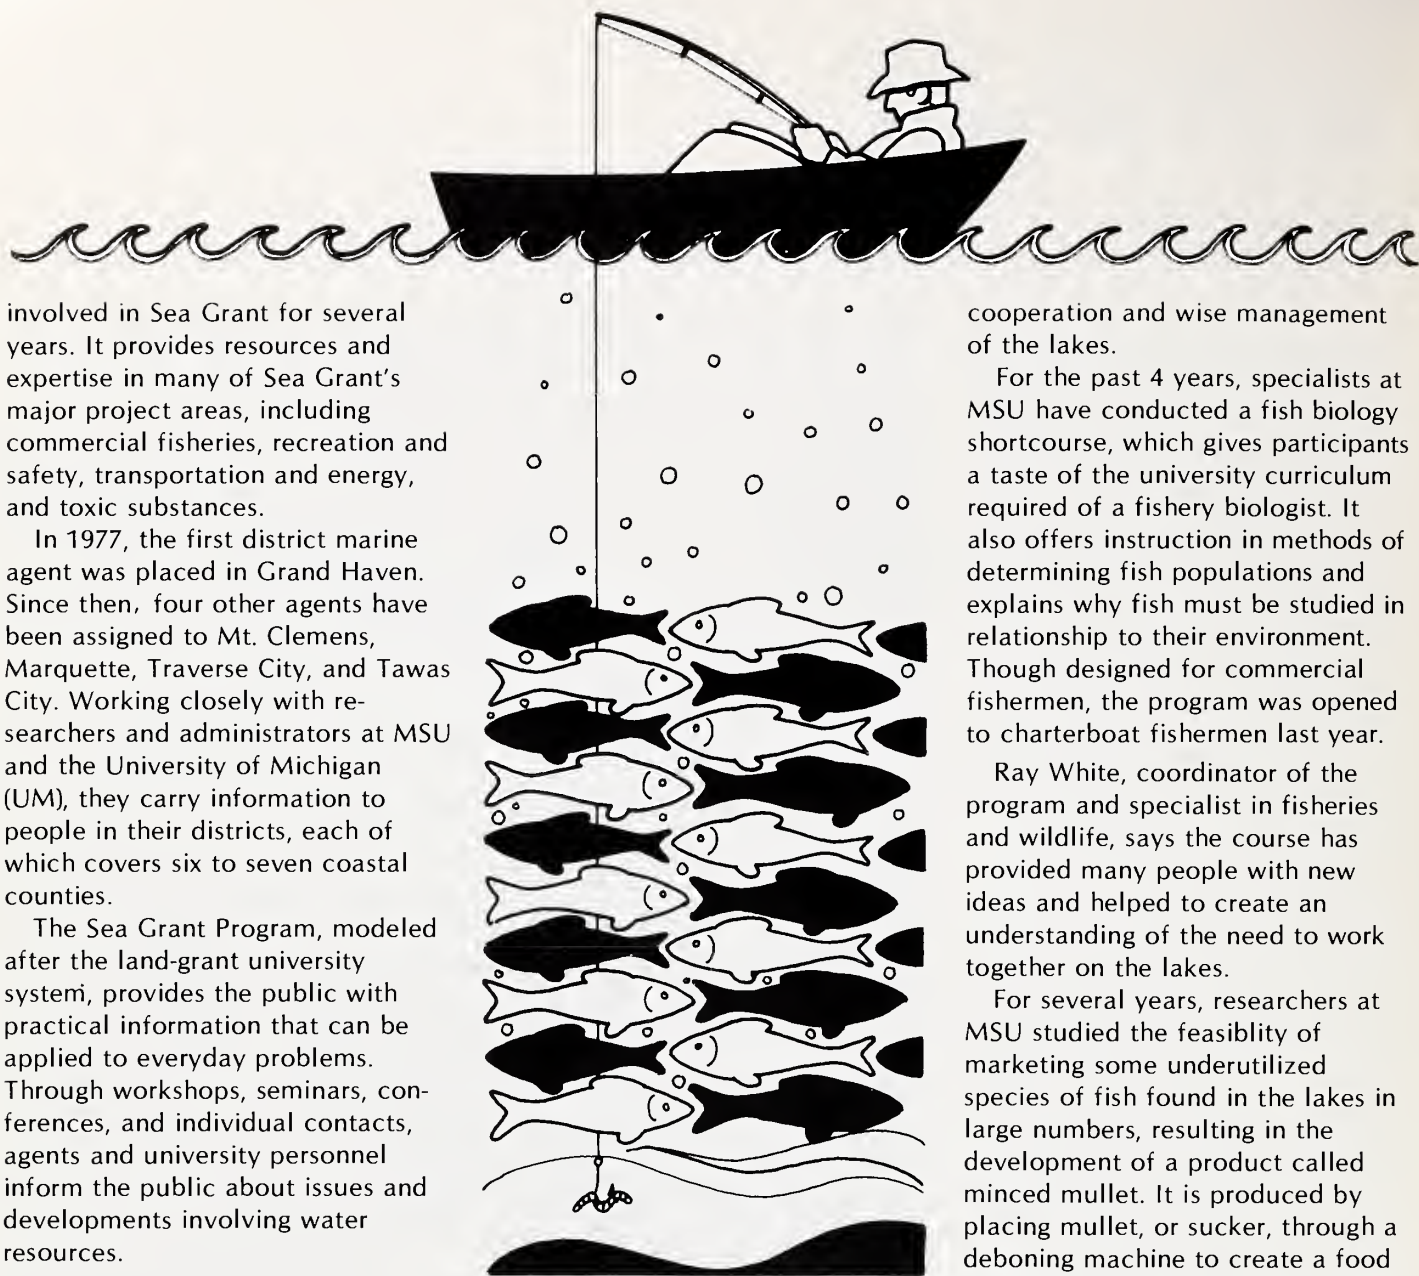 involved in Sea Grant for several
years. It provides resources and
expertise in many of Sea Grant's
major project areas, including
commercial fisheries, recreation and
safety, transportation and energy,
and toxic substances.
In 1977, the first district marine
agent was placed in Grand Haven.
Since then, four other agents have
been assigned to Mt. Clemens,
Marquette, Traverse City, and Tawas
City. Working closely with re-
searchers and administrators at MSU
and the University of Michigan
(UM), they carry information to
people in their districts, each of
which covers six to seven coastal
counties.
The Sea Grant Program, modeled
after the land-grant university
system, provides the public with
practical information that can be
applied to everyday problems.
Through workshops, seminars, con-
ferences, and individual contacts,
agents and university personnel
inform the public about issues and
developments involving water
resources.
cooperation and wise management
of the lakes.
For the past 4 years, specialists at
MSU have conducted a fish biology
shortcourse, which gives participants
a taste of the university curriculum
required of a fishery biologist. It
also offers instruction in methods of
determining fish populations and
explains why fish must be studied in
relationship to their environment.
Though designed for commercial
fishermen, the program was opened
to charterboat fishermen last year.
Ray White, coordinator of the
program and specialist in fisheries
and wildlife, says the course has
provided many people with new
ideas and helped to create an
understanding of the need to work
together on the lakes.
For several years, researchers at
MSU studied the feasiblity of
marketing some underutilized
species of fish found in the lakes in
large numbers, resulting in the
development of a product called
minced mullet. It is produced by
placing mullet, or sucker, through a
deboning machine to create a food